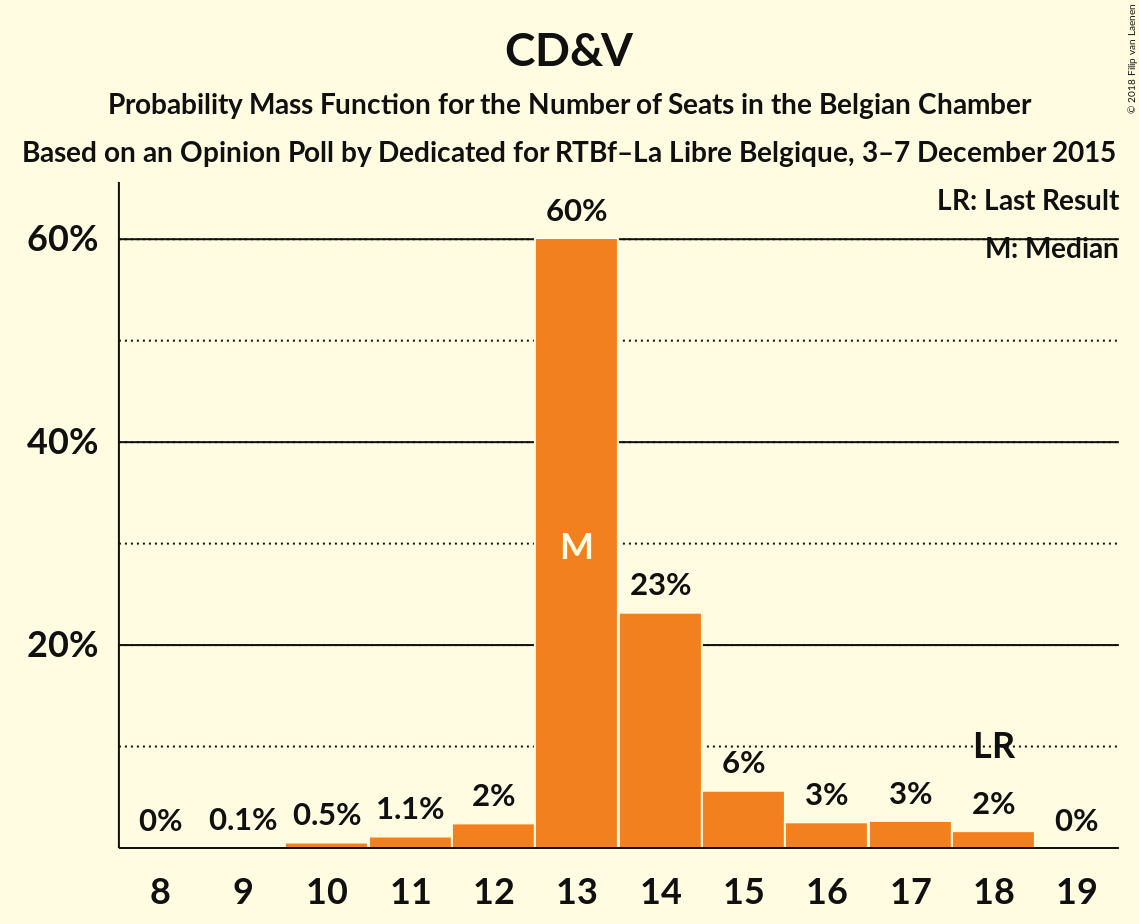 CD&V
Probability Mass Function for the Number of Seats in the Belgian Chamber
Based on an Opinion Poll by Dedicated for RTBf–La Libre Belgique, 3–7 December 2015
© 2018 Filip van Laenen
LR: Last Result
M: Median
60%
40%
20%
0%
0.1%
0.5%
1.1%
2%
60%
M
23%
6%
3%
3%
LR
2%
0%
8 9 10 11 12 13 14 15 16 17 18 19